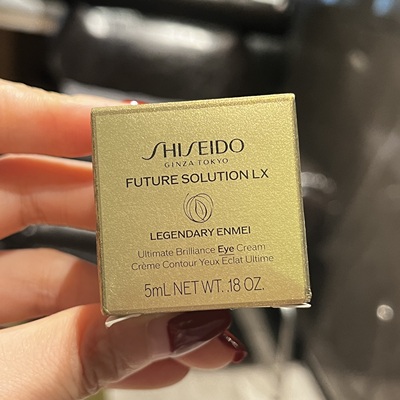 SHISEIDO
GINZA TOKYO
FUTURE SOLUTION LX
LEGENDARY ENMEI
Ultimate Brilliance Eye Cream
Crème Contour Yeux Eclat Ultime
5mL NET WT. .18 OZ.